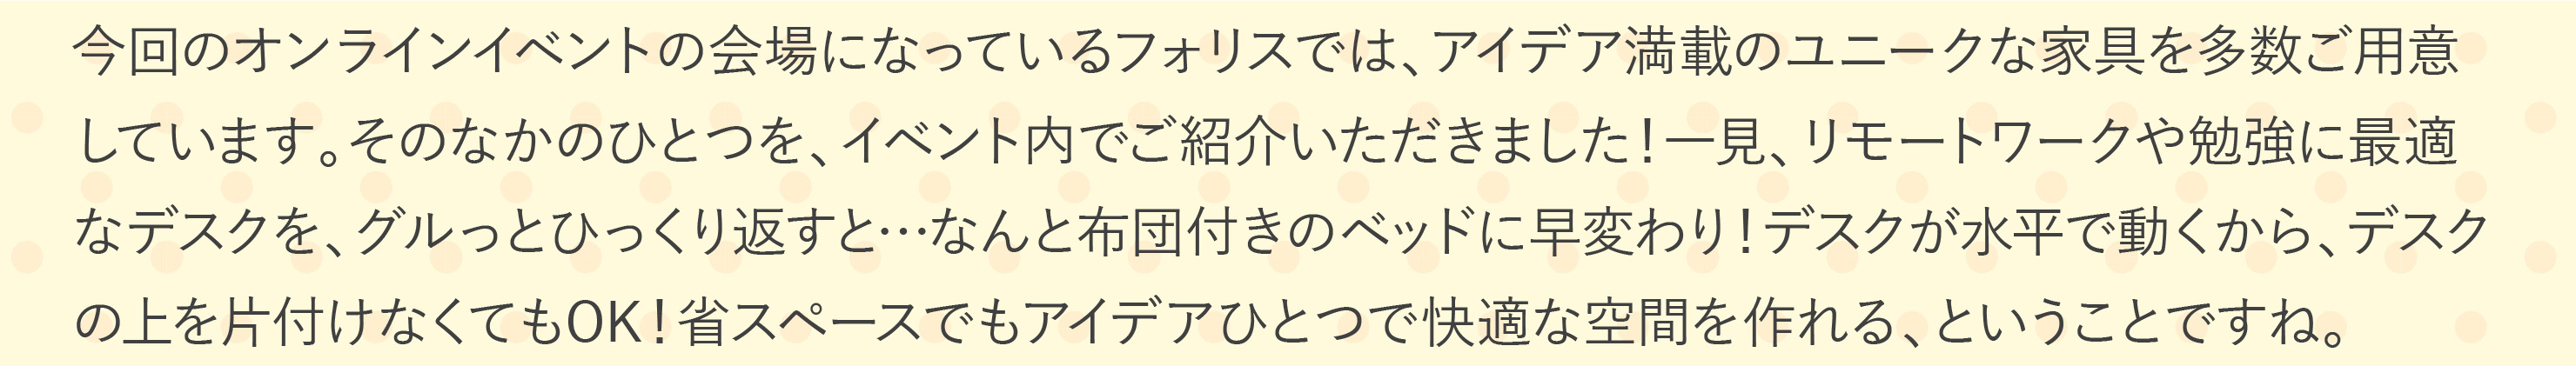 今回のオンラインイベントの会場になっているフォリスでは、アイデア満載のユニークな家具を多数ご用意
しています。そのなかのひとつを、イベント内でご紹介いただきました！一見、リモートワークや勉強に最適
なデスクを、グルっとひっくり返すと…なんと布団付きのベッドに早変わり！デスクが水平で動くから、デスク
の上を片付けなくてもOK！省スペースでもアイデアひとつで快適な空間を作れる、ということですね。